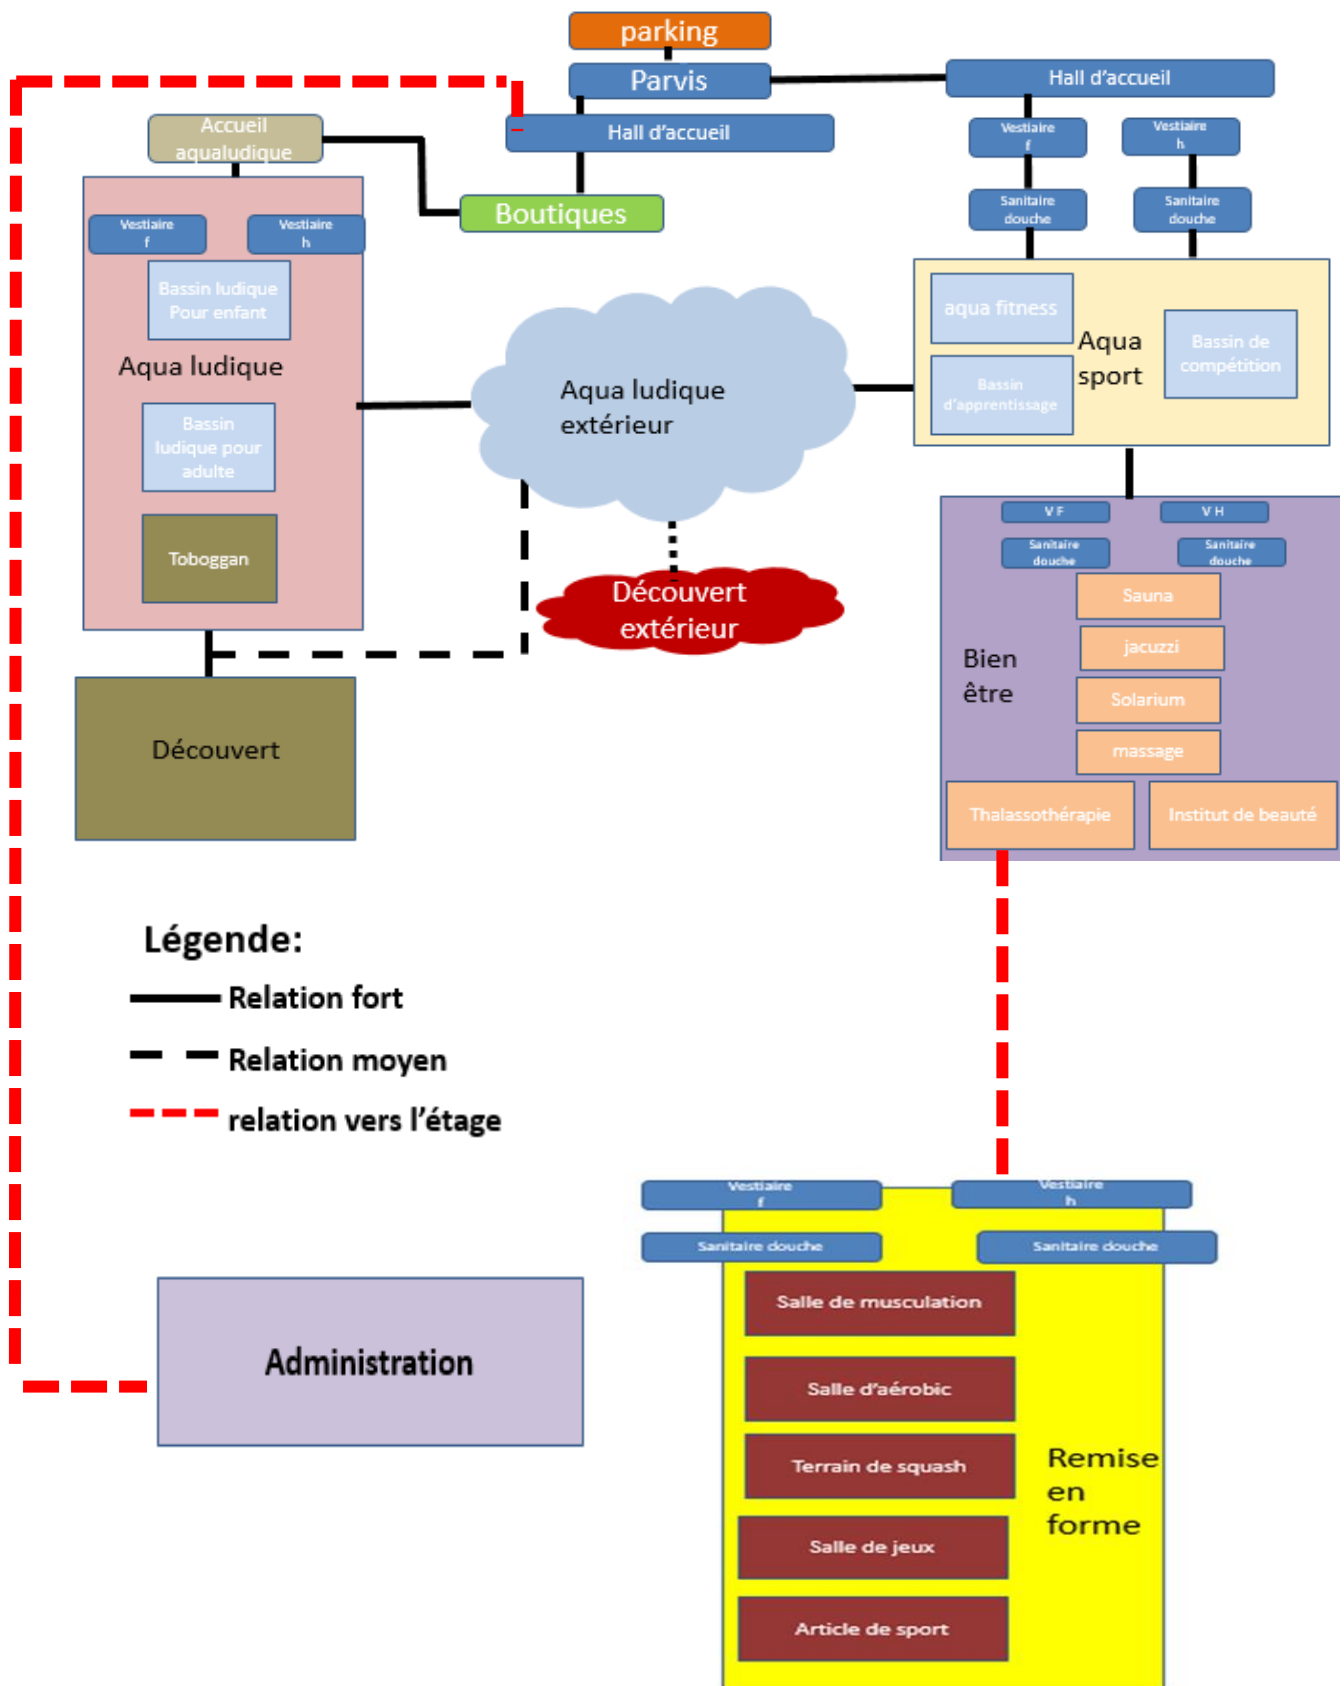 parking
Parvis
Hall d'accueil
Hall d'accueil
Accueil
aqualudique
Boutiques
Vestiaire
f
Vestiaire
h
Sanitaire
douche
Sanitaire
douche
Vestiaire
f
Vestiaire
h
Bassin ludique
Pour enfant
Aqua ludique
Bassin
ludique pour
adulte
Toboggan
Découvert
Aqua ludique
extérieur
Découvert
extérieur
aqua fitness
Bassin
d'apprentissage
Aqua
sport
Bassin de
compétition
V F
V H
Sanitaire
douche
Sanitaire
douche
Sauna
jacuzzi
Solarium
massage
Bien
être
Thalassothérapie
Institut de beauté
Légende:
Relation fort
Relation moyen
relation vers l'étage
Administration
Vestiaire
f
Vestiaire
h
Sanitaire douche
Sanitaire douche
Salle de musculation
Salle d'aérobic
Terrain de squash
Salle de jeux
Article de sport
Remise
en
forme